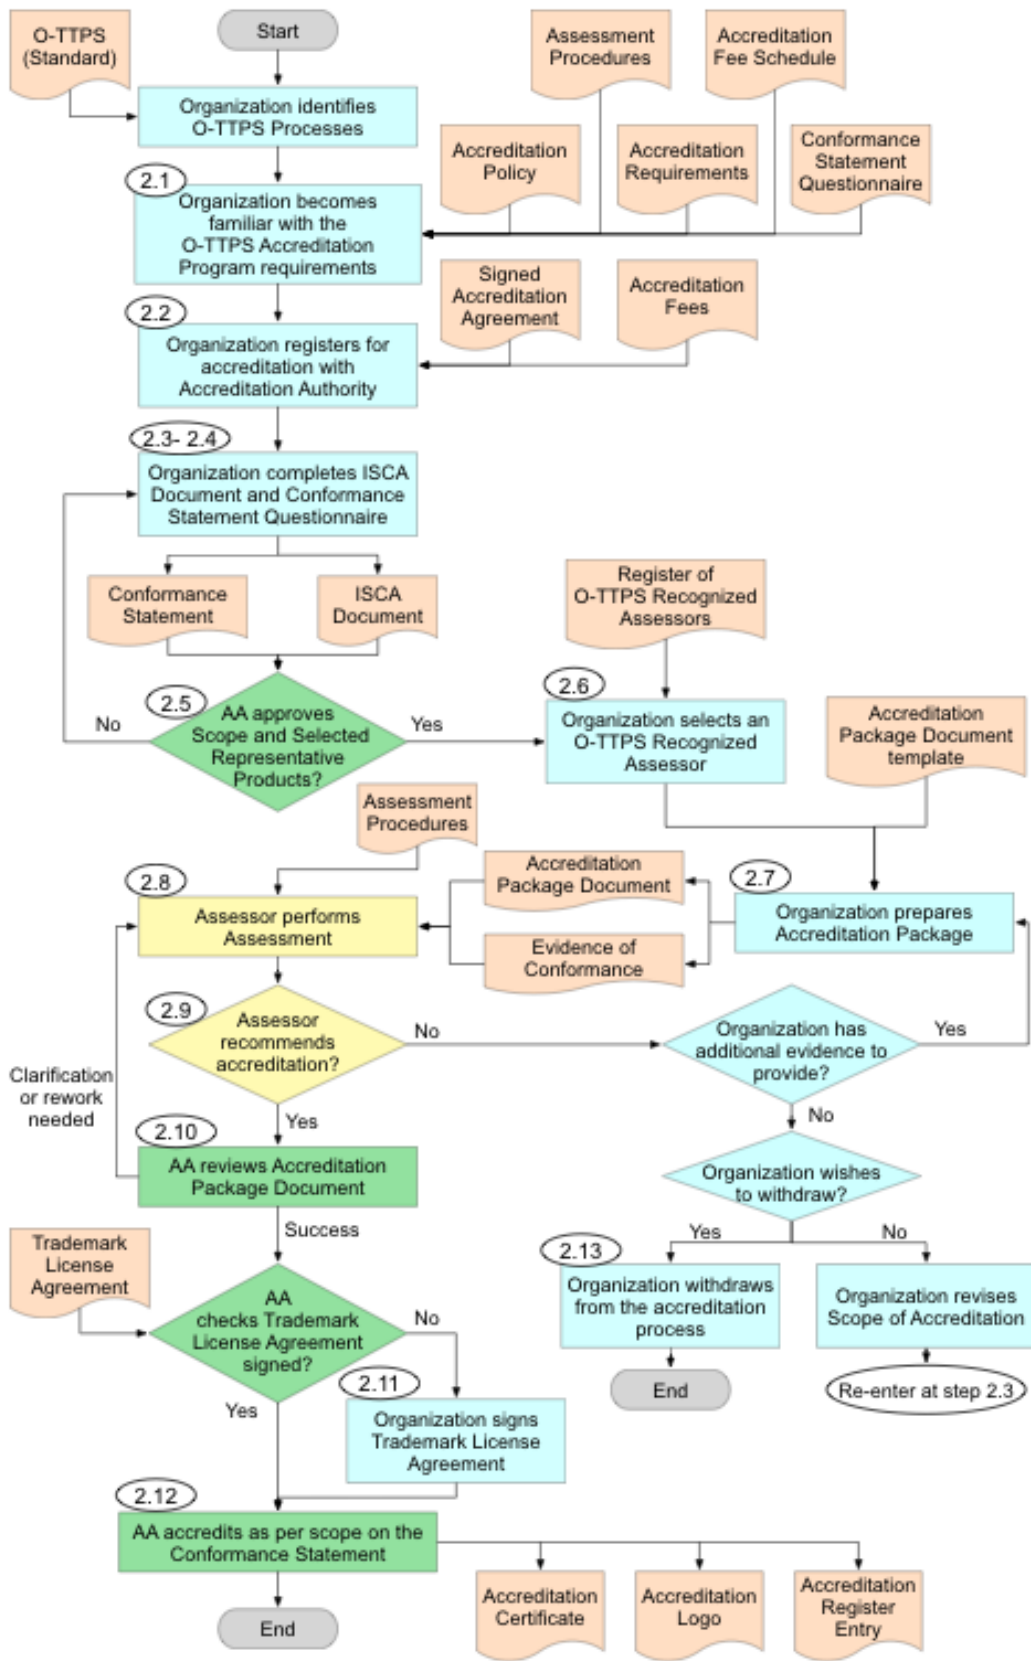 O-TTPS
(Standard)
Start
Assessment
Procedures
Accreditation
Fee Schedule
Organization identifies
O-TTPS Processes
Accreditation
Policy
Accreditation
Requirements
Conformance
Statement
Questionnaire
2.1
Organization becomes
familiar with the
O-TTPS Accreditation
Program requirements
Signed
Accreditation
Agreement
Accreditation
Fees
2.2
Organization registers for
accreditation with
Accreditation Authority
2.3- 2.4
Organization completes ISCA
Document and Conformance
Statement Questionnaire
Conformance
Statement
ISCA
Document
Register of
O-TTPS Recognized
Assessors
2.5
AA approves
Scope and Selected
Representative
Products?
No
Yes
2.6
Organization selects an
O-TTPS Recognized
Assessor
Accreditation
Package Document
template
Assessment
Procedures
2.8
Assessor performs
Assessment
Accreditation
Package Document
Evidence of
Conformance
2.7
Organization prepares
Accreditation Package
2.9
Assessor
recommends
accreditation?
No
Organization has
additional evidence to
provide?
Yes
Clarification
or rework
needed
Yes
No
2.10
AA reviews Accreditation
Package Document
Organization wishes
to withdraw?
Success
Yes
No
Trademark
License
Agreement
2.13
Organization withdraws
from the accreditation
process
Organization revises
Scope of Accreditation
AA
checks Trademark
License Agreement
signed?
No
End
Re-enter at step 2.3
Yes
2.11
Organization signs
Trademark License
Agreement
2.12
AA accredits as per scope on the
Conformance Statement
End
Accreditation
Certificate
Accreditation
Logo
Accreditation
Register
Entry